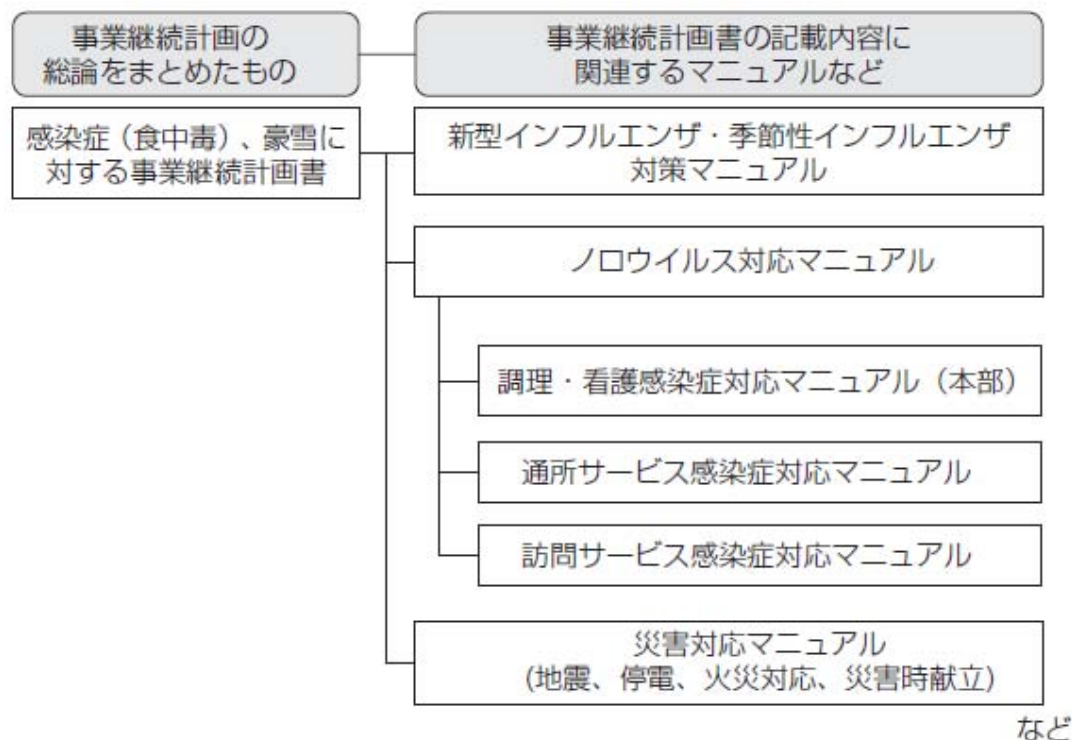 事業継続計画の
総論をまとめたもの
事業継続計画書の記載内容に
関連するマニュアルなど
感染症（食中毒）、豪雪に
対する事業継続計画書
新型インフルエンザ・季節性インフルエンザ
対策マニュアル
ノロウイルス対応マニュアル
調理・看護感染症対応マニュアル（本部）
通所サービス感染症対応マニュアル
訪問サービス感染症対応マニュアル
災害対応マニュアル
(地震、停電、火災対応、災害時献立)
など